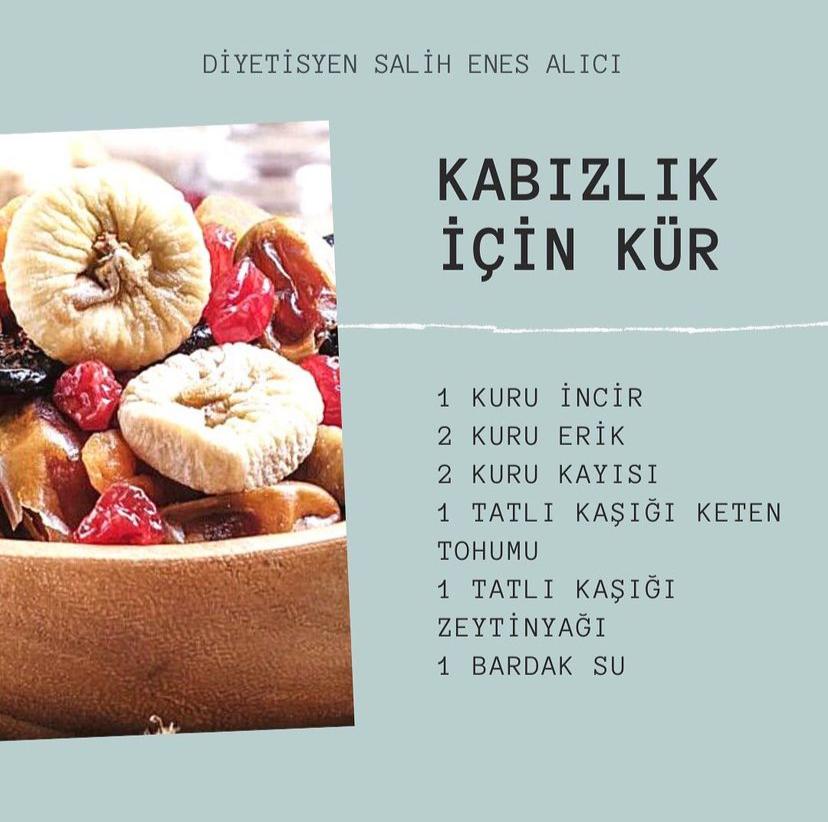 DİYETİSYEN SALİH ENES ALICI
KABIZLIK
İÇİN KÜR
1 KURU İNCİR
2 KURU ERİK
2 KURU KAYISI
1 TATLI KAŞIĞI KETEN
TOHUMU
1 TATLI KAŞIĞI
ZEYTİNYAĞI
1 BARDAK SU